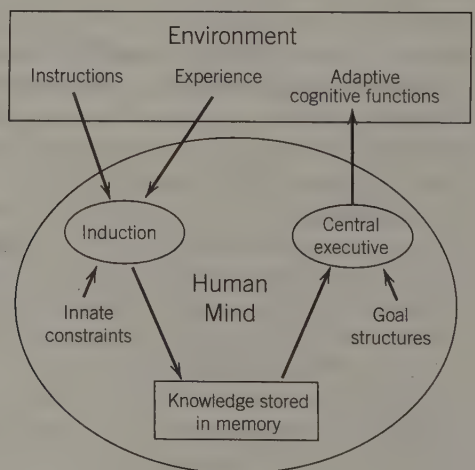 Environment
Instructions
Experience
Adaptive
cognitive functions
Induction
Central
executive
Human
Mind
Innate
constraints
Goal
structures
Knowledge stored
in memory